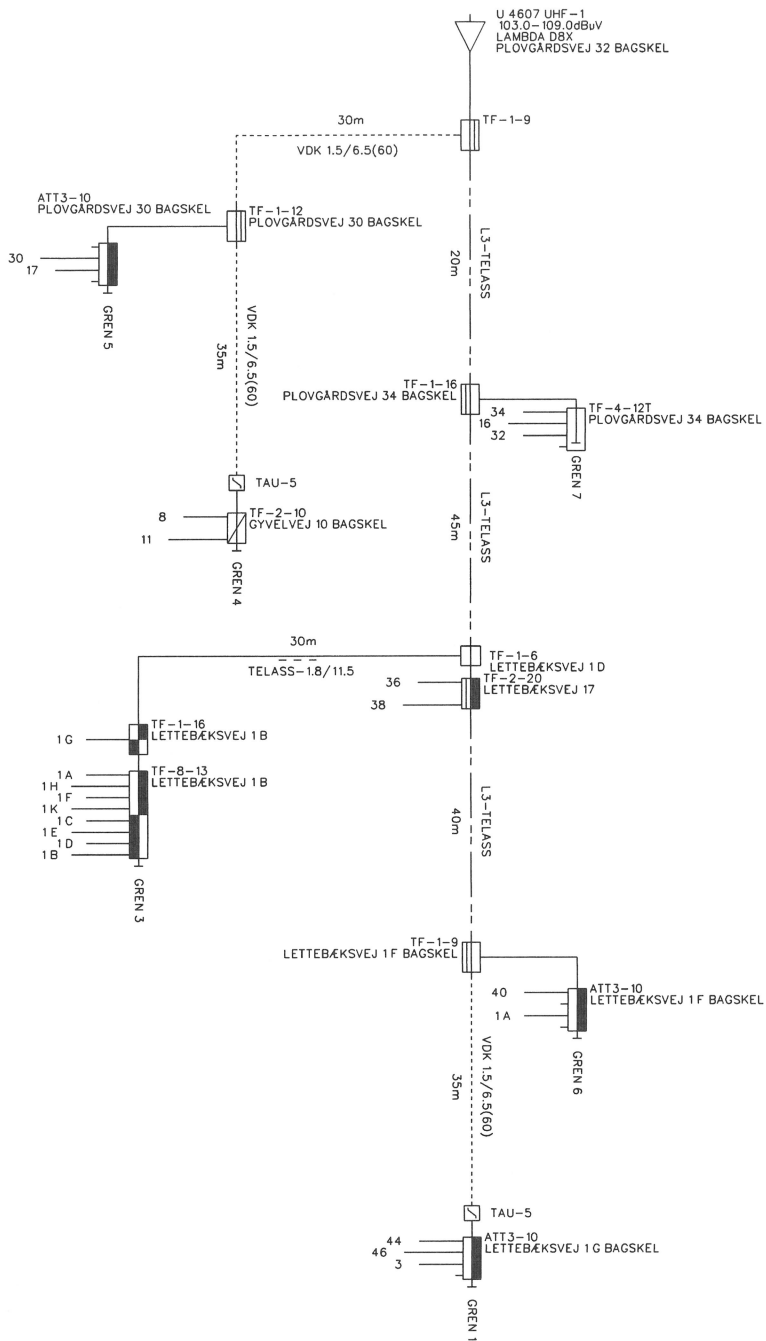 U 4607 UHF-1
103.0-109.0dBuV
LAMBDA D8X
PLOVGÅRDSVEJ 32 BAGSKEL
TF-1-9
30m
VDK 1.5/6.5(60)
ATT3-10
PLOVGÅRDSVEJ 30 BAGSKEL
TF-1-12
PLOVGÅRDSVEJ 30 BAGSKEL
30
17
GREN 5
L3-TELASS
20m
VDK 1.5/6.5(60)
35m
TF-1-16
PLOVGÅRDSVEJ 34 BAGSKEL
34
16
32
TF-4-12T
PLOVGÅRDSVEJ 34 BAGSKEL
GREN 7
TAU-5
8
11
TF-2-10
GYVELVEJ 10 BAGSKEL
GREN 4
L3-TELASS
45m
30m
TELASS-1.8/11.5
TF-1-6
LETTEBÆKSVEJ 1D
36
38
TF-2-20
LETTEBÆKSVEJ 17
1G
TF-1-16
LETTEBÆKSVEJ 1B
1A
1H
1F
1K
1C
1E
1D
1B
TF-8-13
LETTEBÆKSVEJ 1B
GREN 3
L3-TELASS
40m
TF-1-9
LETTEBÆKSVEJ 1F BAGSKEL
40
1A
ATT3-10
LETTEBÆKSVEJ 1F BAGSKEL
GREN 6
VDK 1.5/6.5(60)
35m
TAU-5
44
46
3
ATT3-10
LETTEBÆKSVEJ 1G BAGSKEL
GREN 1